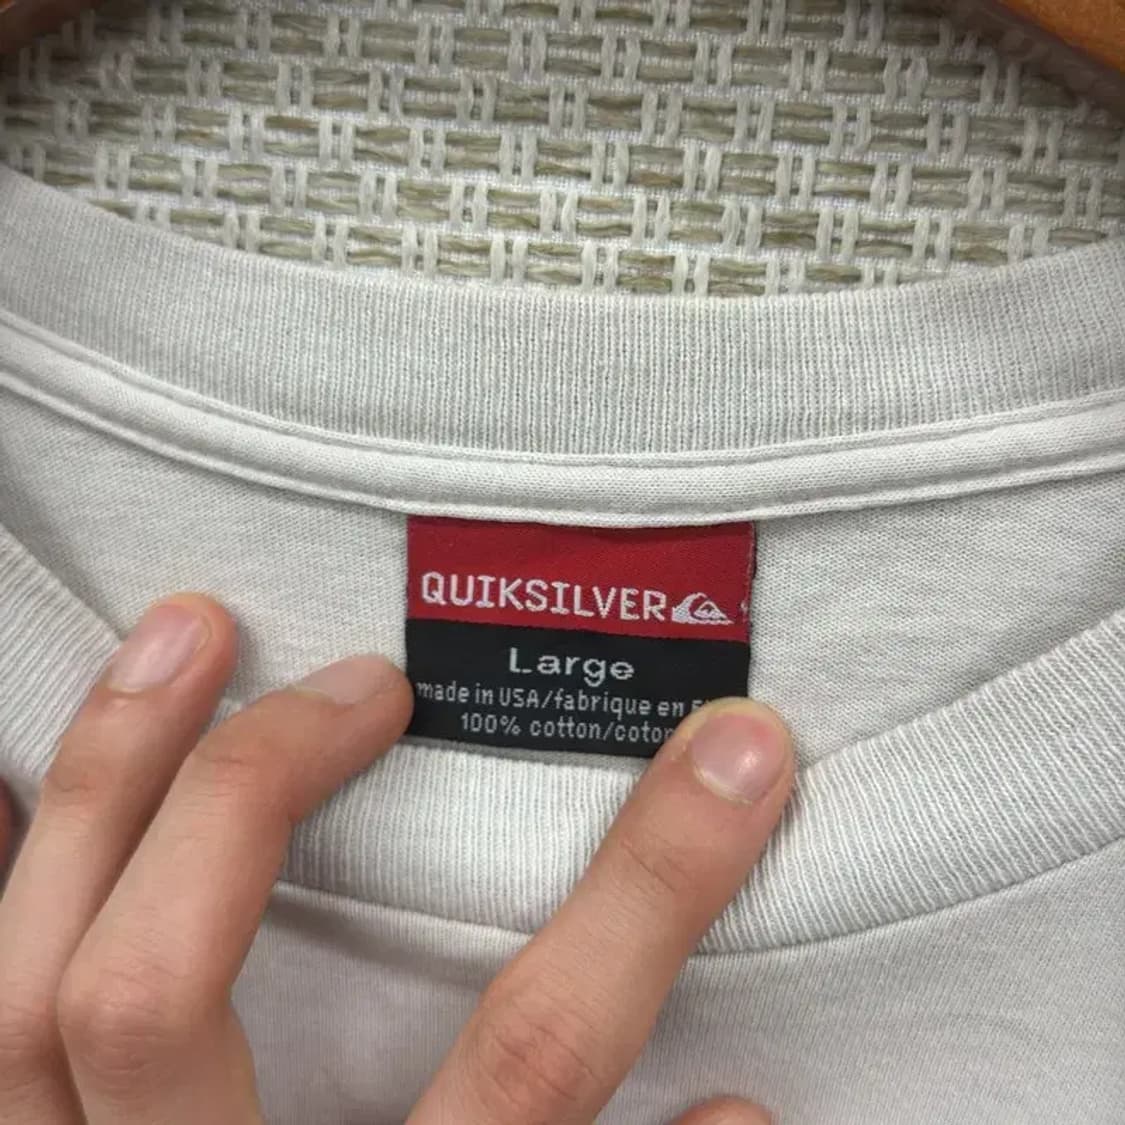 QUIKSILVER
Large
made in USA/fabrique en
100% cotton/coton